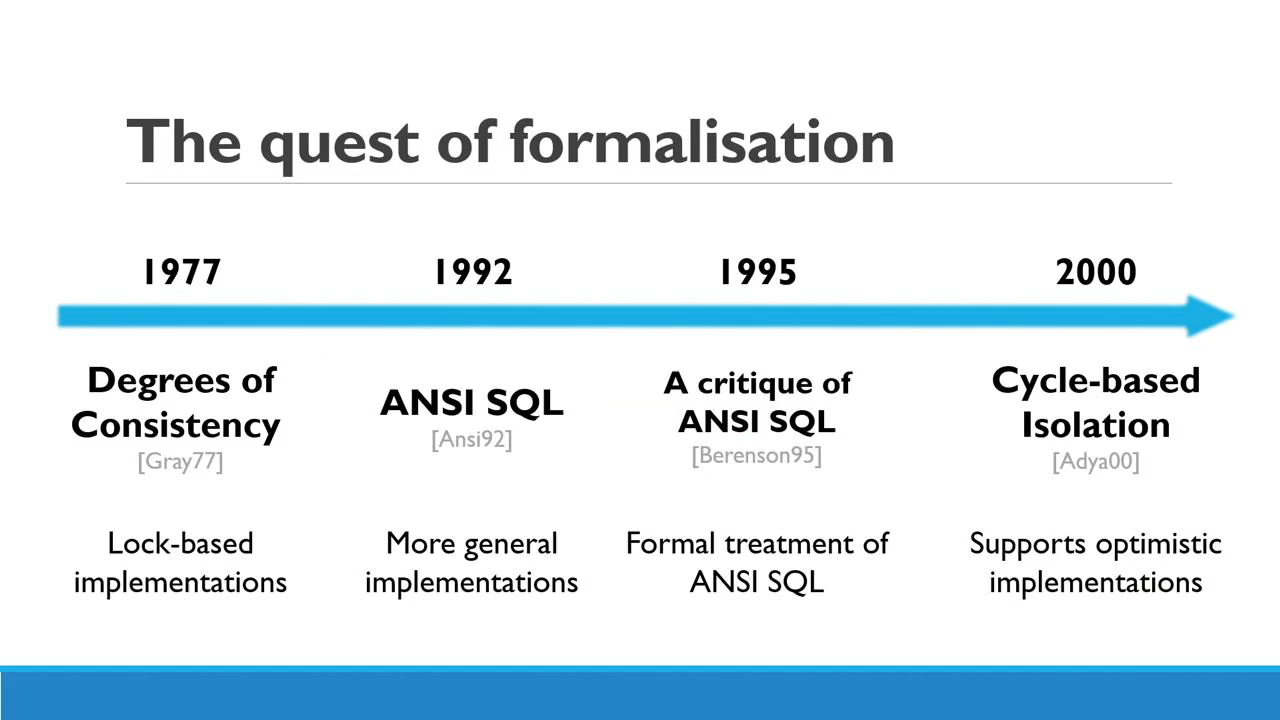 The quest of formalisation
1977
1992
1995
2000
Degrees of
Consistency
[Gray77]
ANSI SQL
[Ansi92]
A critique of
ANSI SQL
[Berenson95]
Cycle-based
Isolation
[Adya00]
Lock-based
implementations
More general
implementations
Formal treatment of
ANSI SQL
Supports optimistic
implementations